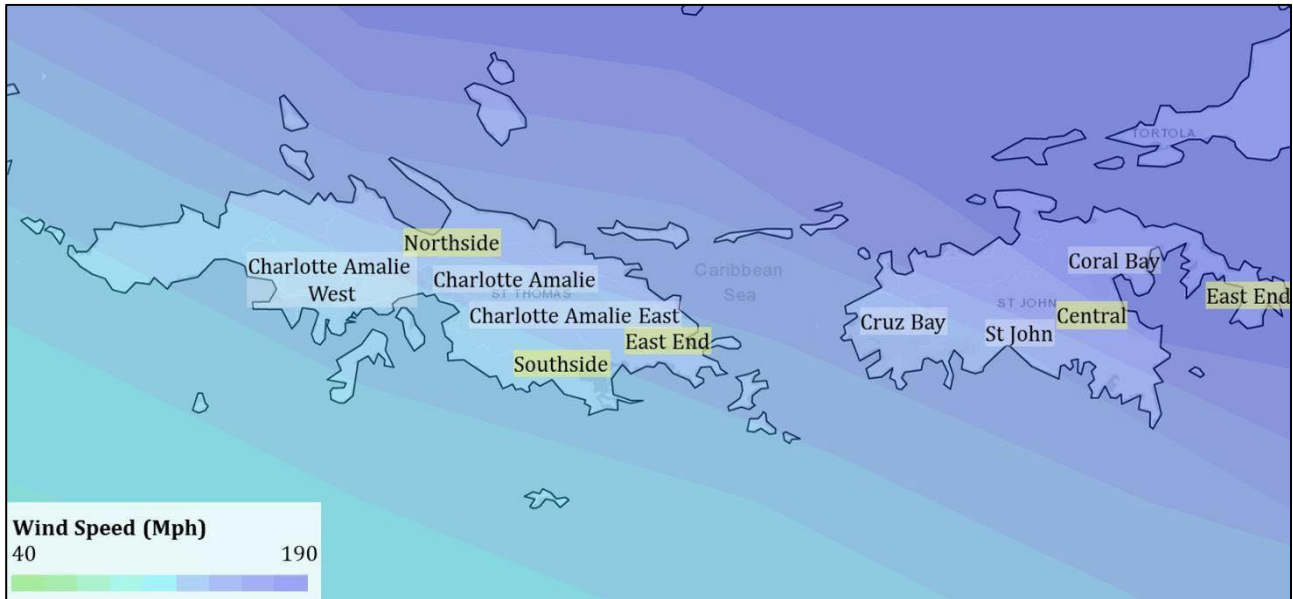 TORTOLA
Northside
Charlotte Amalie
West
Caribbean
Sea
Coral Bay
Charlotte Amalie
ST THOMAS
East End
ST JOHN
Central
Charlotte Amalie East
Cruz Bay
St John
East End
Southside
Wind Speed (Mph)
40 190